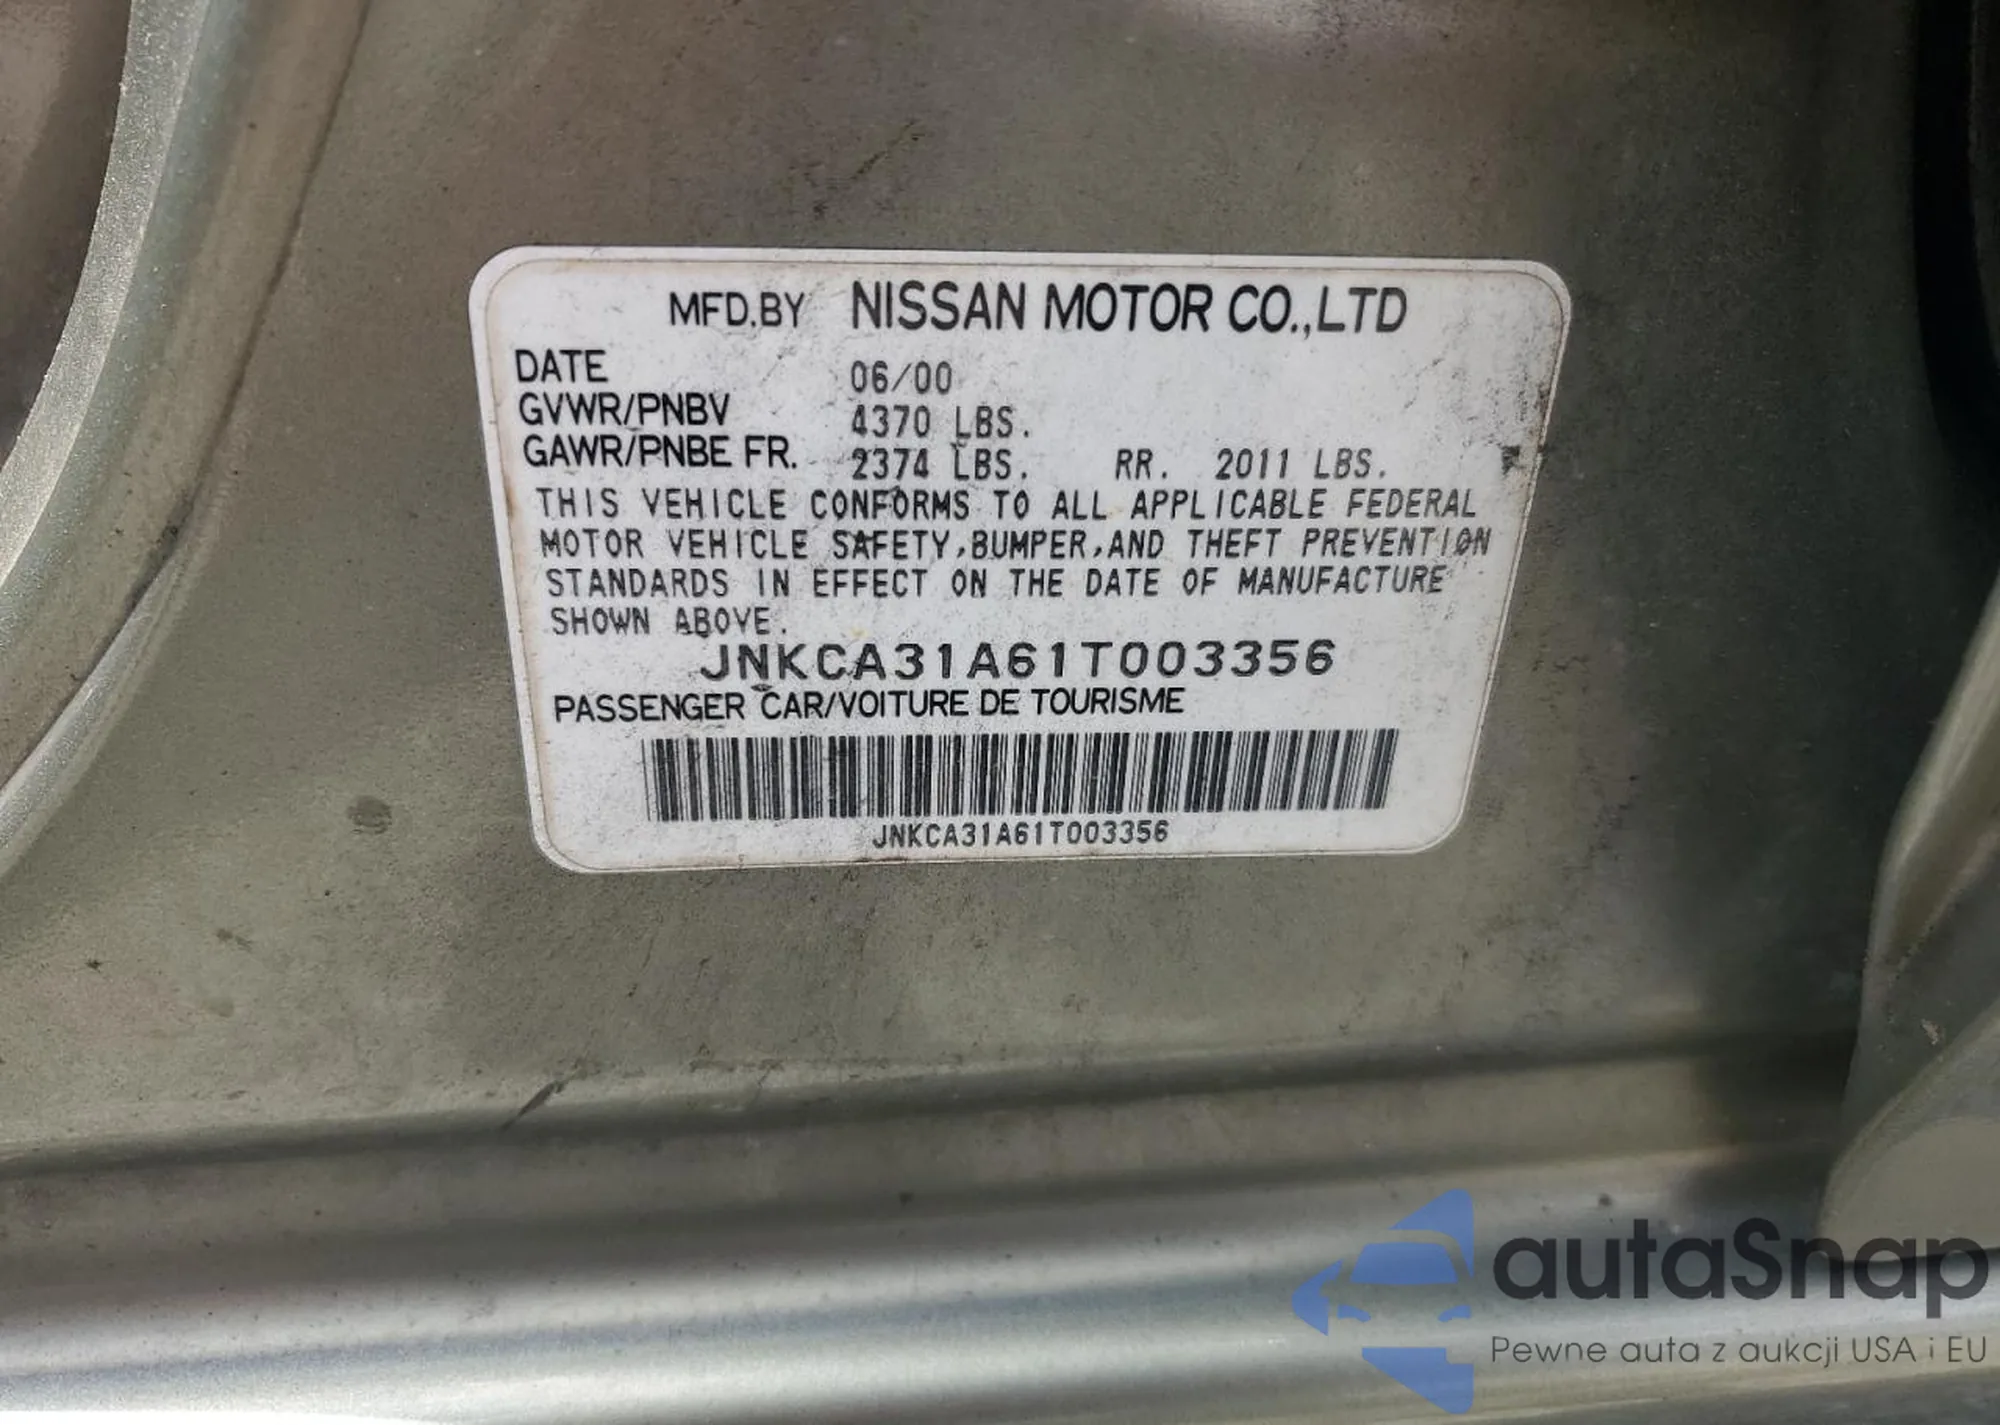 MFD.BY NISSAN MOTOR CO.,LTD
DATE 06/00
GVWR/PNBV 4370 LBS.
GAWR/PNBE FR. 2374 LBS. RR. 2011 LBS.
THIS VEHICLE CONFORMS TO ALL APPLICABLE FEDERAL
MOTOR VEHICLE SAFETY,BUMPER,AND THEFT PREVENTION
STANDARDS IN EFFECT ON THE DATE OF MANUFACTURE
SHOWN ABOVE.
JNKCA31A61T003356
PASSENGER CAR/VOITURE DE TOURISME
JNKCA31A61T003356
autaSnap
Pewne auta z aukcji USA i EU